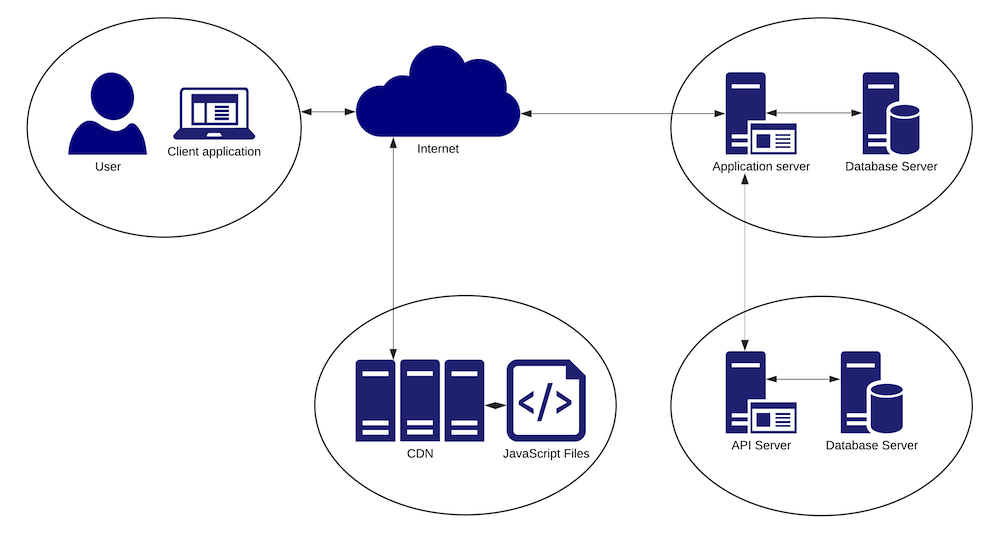 User
Client application
Internet
Application server
Database Server
CDN
</>
JavaScript Files
API Server
Database Server